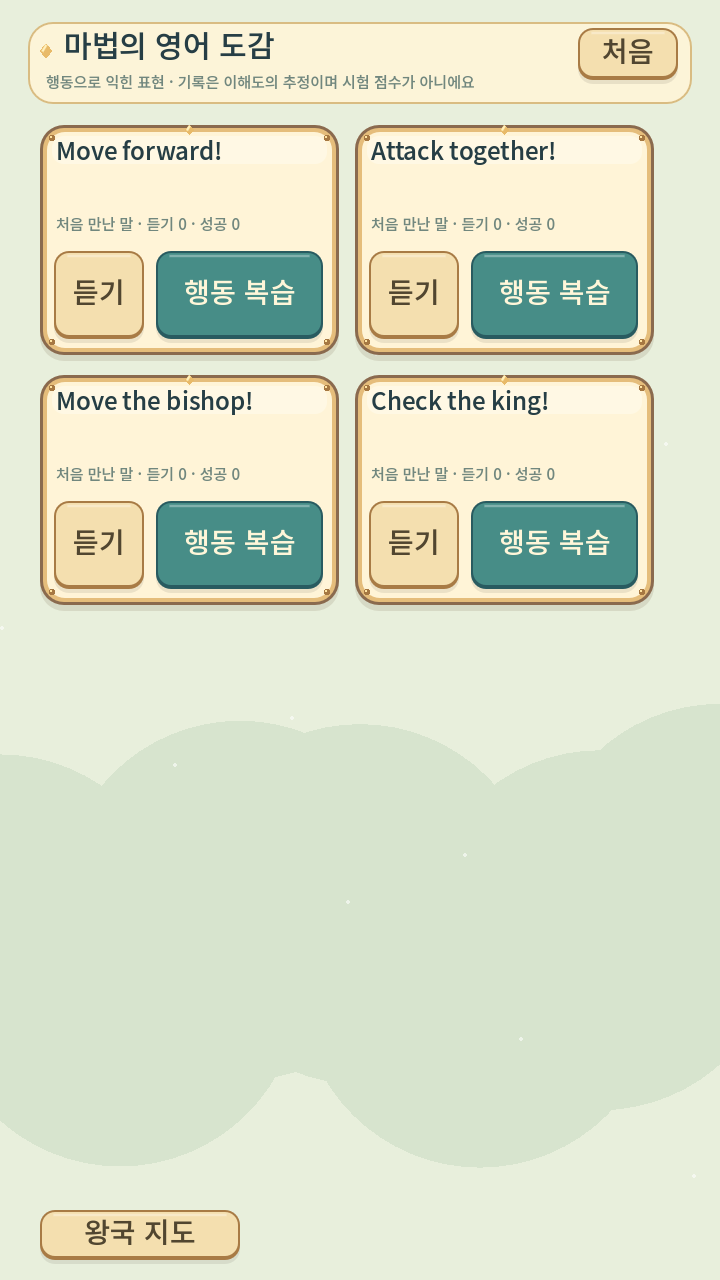 마법의 영어 도감
처음
행동으로 익힌 표현 · 기록은 이해도의 추정이며 시험 점수가 아니에요
Move forward!
처음 만난 말 · 듣기 0 · 성공 0
듣기
행동 복습
Attack together!
처음 만난 말 · 듣기 0 · 성공 0
듣기
행동 복습
Move the bishop!
처음 만난 말 · 듣기 0 · 성공 0
듣기
행동 복습
Check the king!
처음 만난 말 · 듣기 0 · 성공 0
듣기
행동 복습
왕국 지도